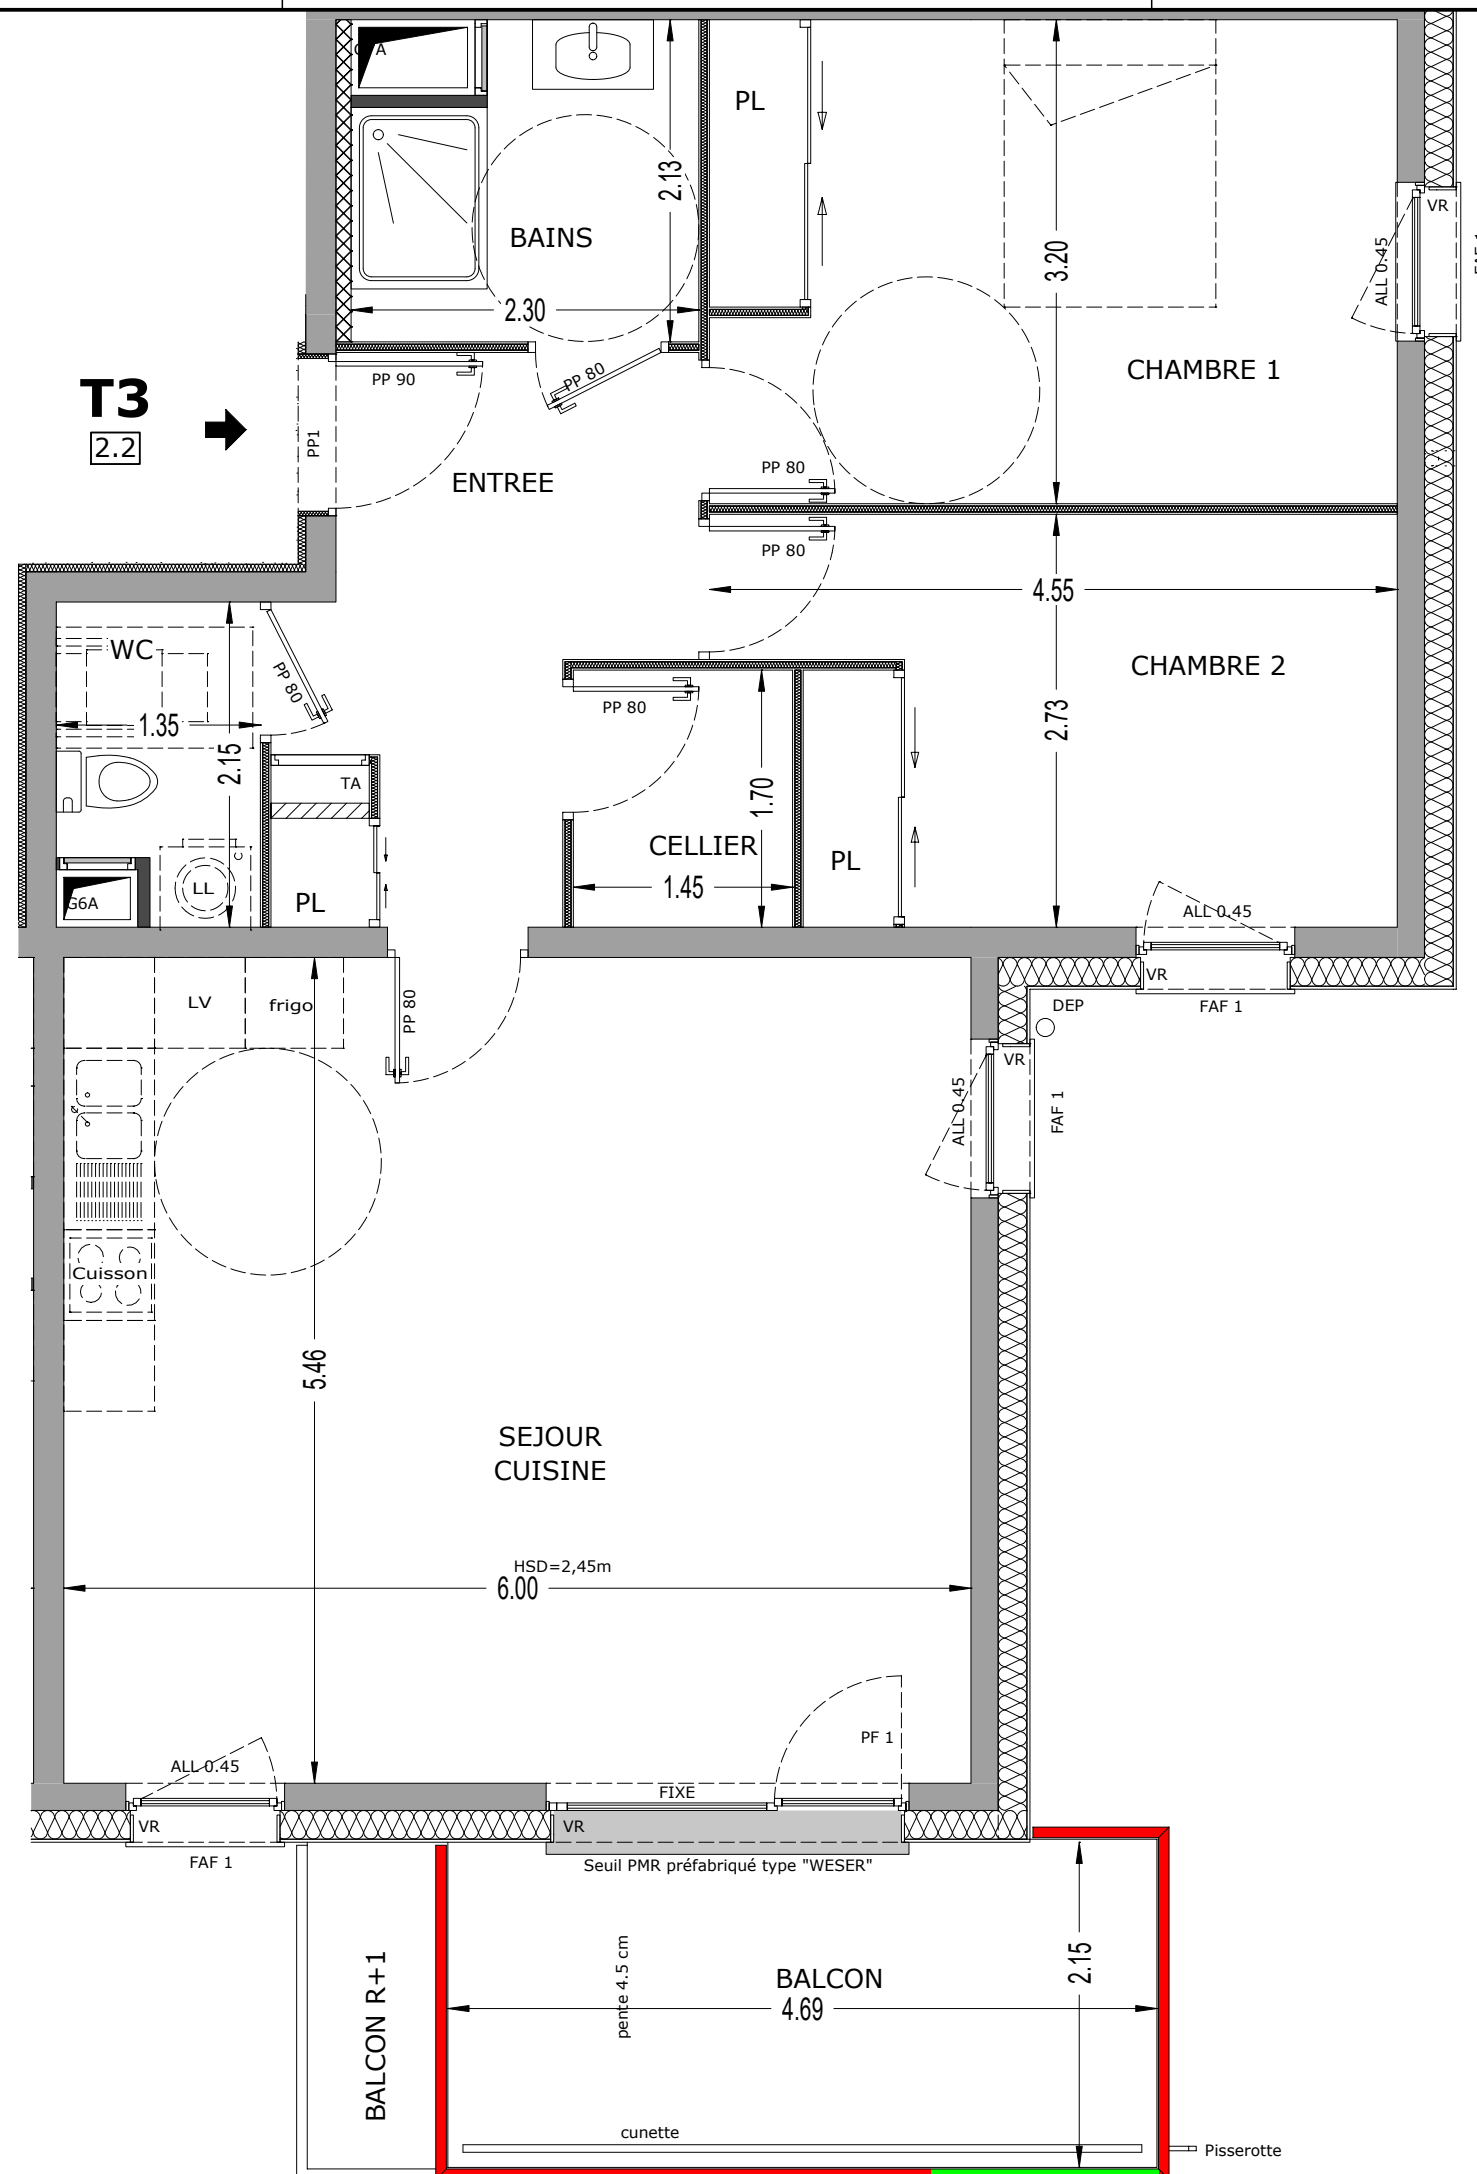 PL
BAINS
2.13
2.30
3.20
VR
ALL 0.45
CHAMBRE 1
T3
2.2
PP1
PP 90
PP 80
ENTREE
PP 80
PP 80
4.55
CHAMBRE 2
2.73
WC
PP 80
1.35
2.15
TA
PL
LL
G6A
PP 80
1.70
CELLIER
1.45
PL
ALL 0.45
VR
FAF 1
DEP
LV
frigo
PP 80
VR
ALL 0.45
FAF 1
Cuisson
5.46
SEJOUR
CUISINE
HSD=2,45m
6.00
PF 1
ALL 0.45
FIXE
VR
VR
FAF 1
Seuil PMR préfabriqué type "WESER"
BALCON R+1
pente 4.5 cm
BALCON
4.69
2.15
cunette
Pisserotte